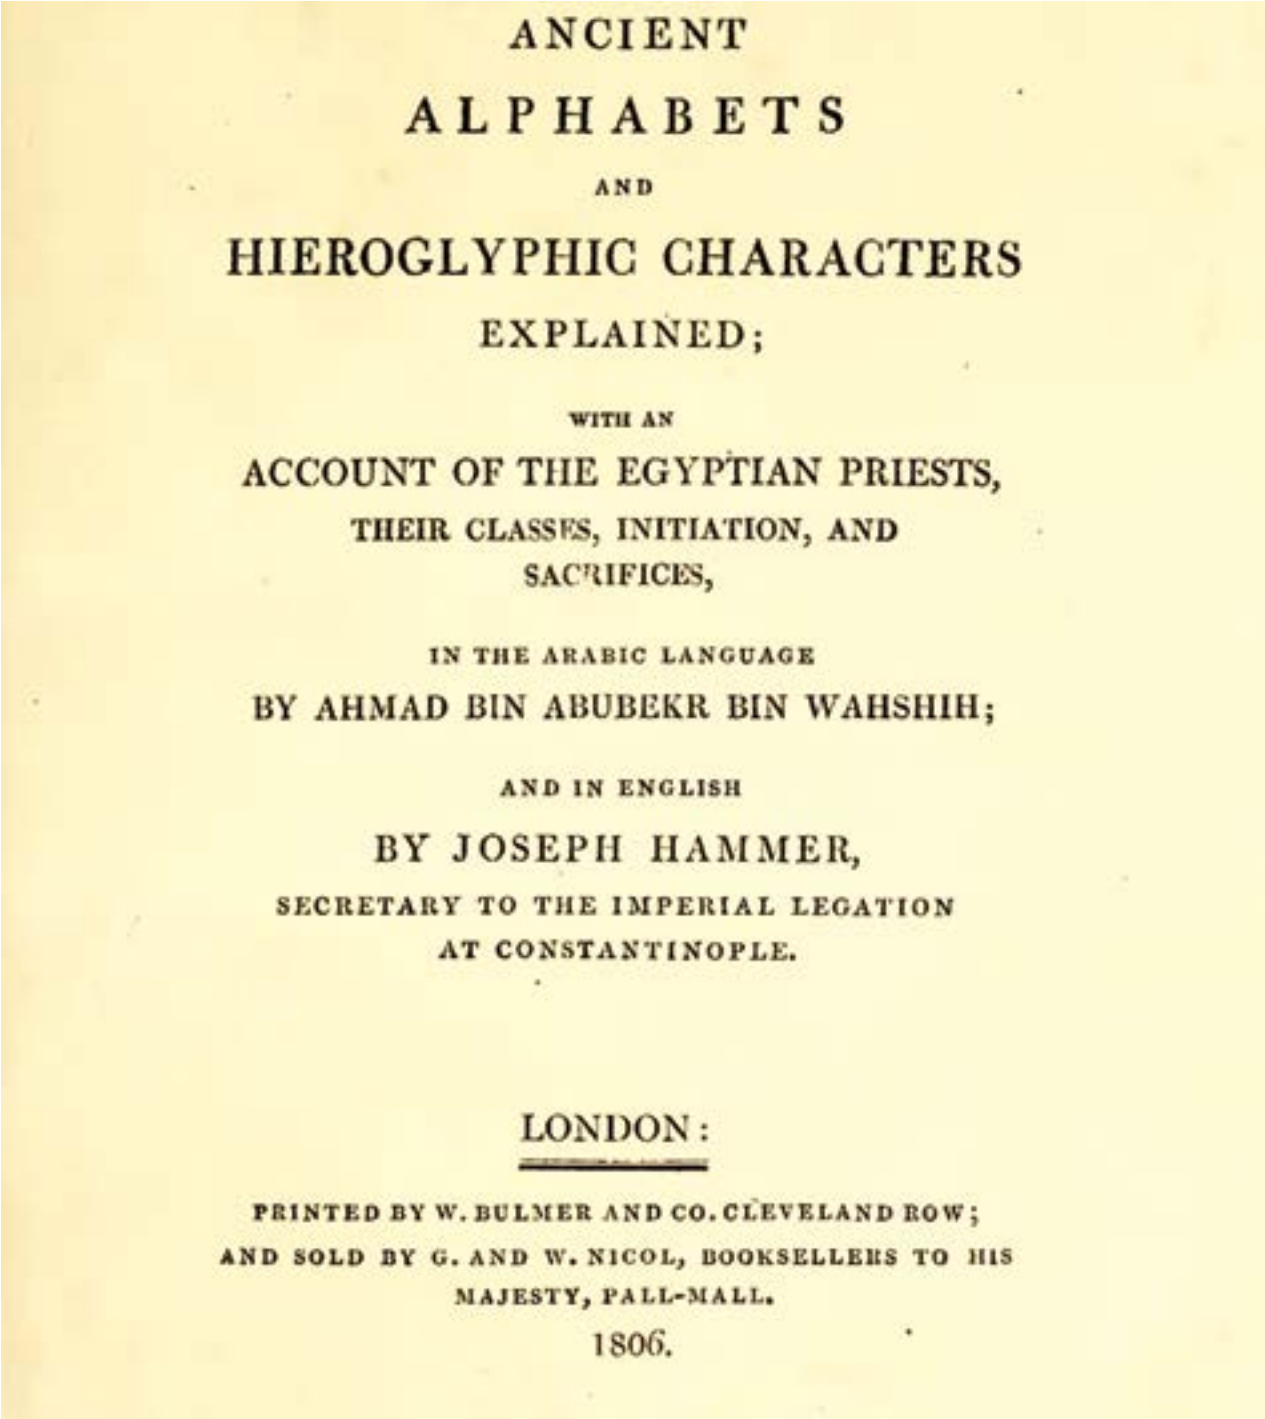 ANCIENT
ALPHABETS
AND
HIEROGLYPHIC CHARACTERS
EXPLAINED;
WITH AN
ACCOUNT OF THE EGYPTIAN PRIESTS,
THEIR CLASSES, INITIATION, AND
SACRIFICES,
IN THE ARABIC LANGUAGE
BY AHMAD BIN ABUBEKR BIN WAHSHIH;
AND IN ENGLISH
BY JOSEPH HAMMER,
SECRETARY TO THE IMPERIAL LEGATION
AT CONSTANTINOPLE.
LONDON:
PRINTED BY W. BULMER AND CO. CLEVELAND ROW;
AND SOLD BY G. AND W. NICOL, BOOKSELLERS TO HIS
MAJESTY, PALL-MALL.
1806.